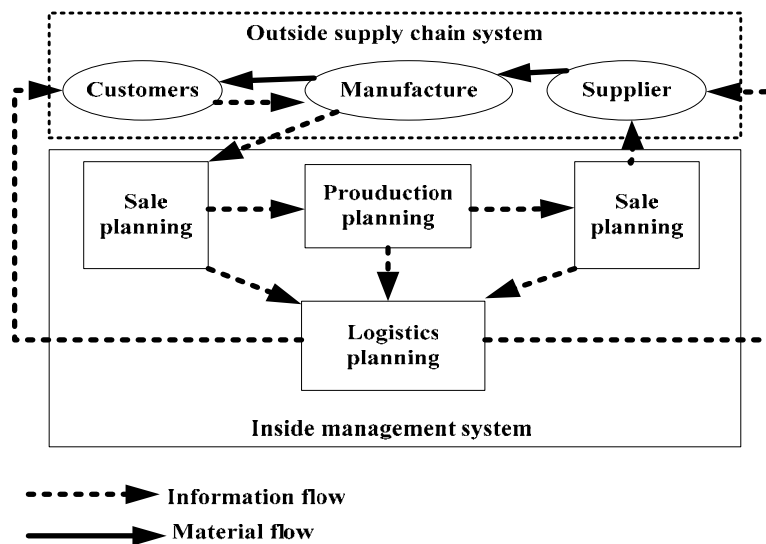 Outside supply chain system
Customers
Manufacture
Supplier
Sale
planning
Prouduction
planning
Sale
planning
Logistics
planning
Inside management system
Information flow
Material flow